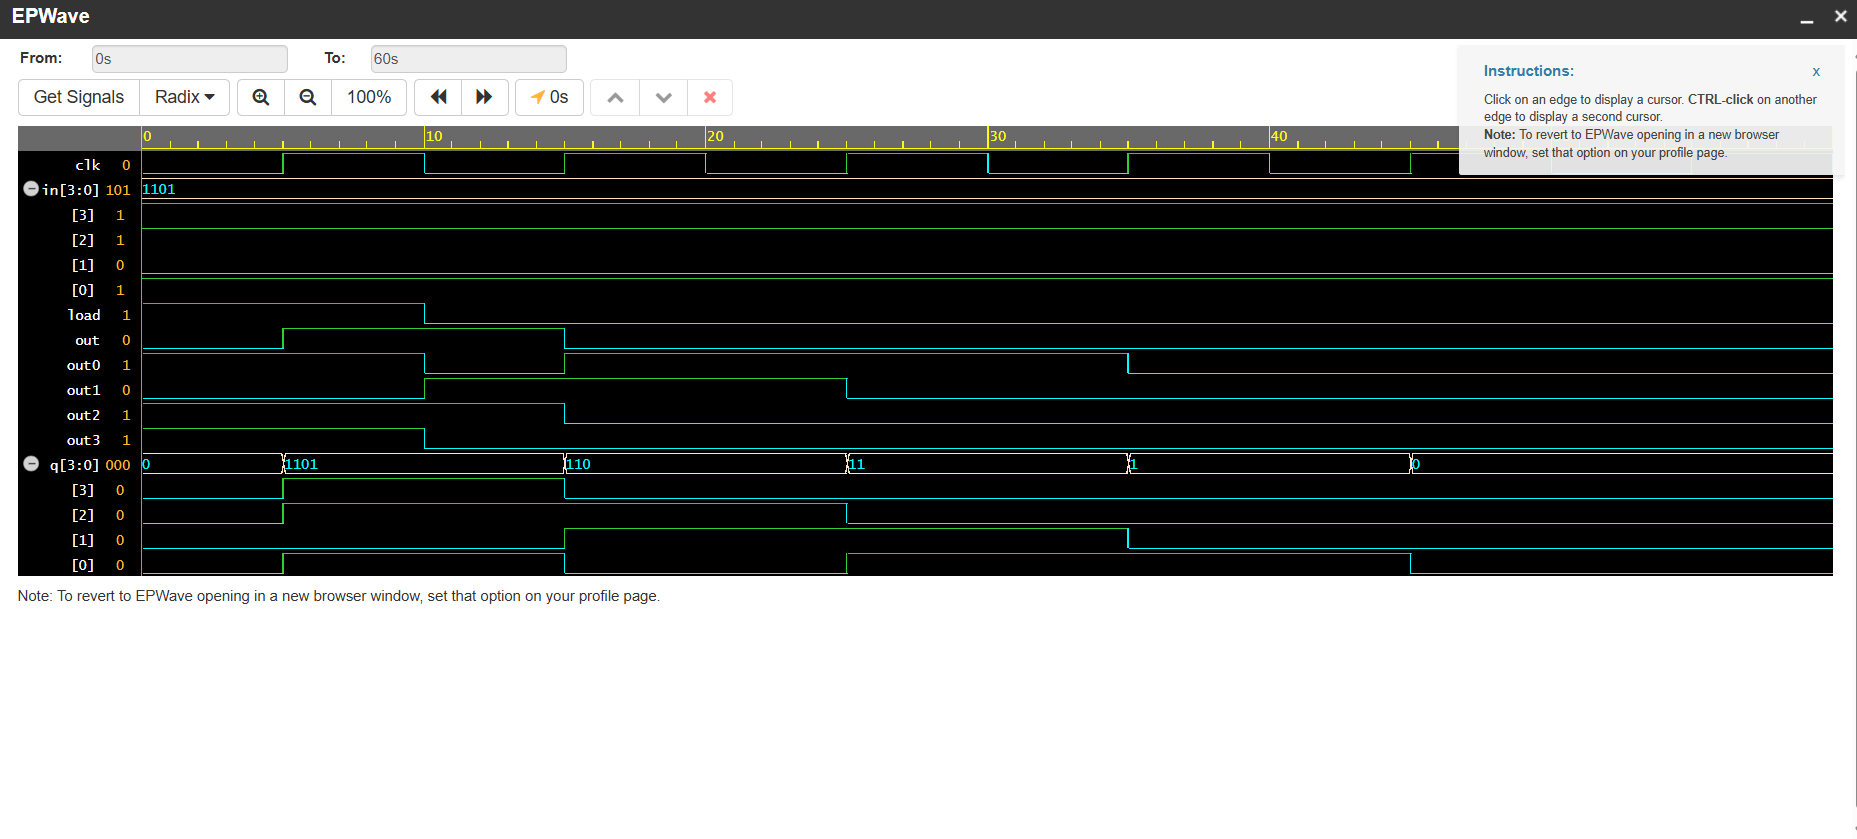 EPWave
From: 0s To: 60s
Get Signals Radix 100% 0s
Instructions: x
Click on an edge to display a cursor. CTRL-click on another
edge to display a second cursor.
Note: To revert to EPWave opening in a new browser
window, set that option on your profile page.
0 10 20 30 40
clk 0
in[3:0] 101 1101
[3] 1
[2] 1
[1] 0
[0] 1
load 1
out 0
out0 1
out1 0
out2 1
out3 1
q[3:0] 000 0 1101 110 11 1 0
[3] 0
[2] 0
[1] 0
[0] 0
Note: To revert to EPWave opening in a new browser window, set that option on your profile page.